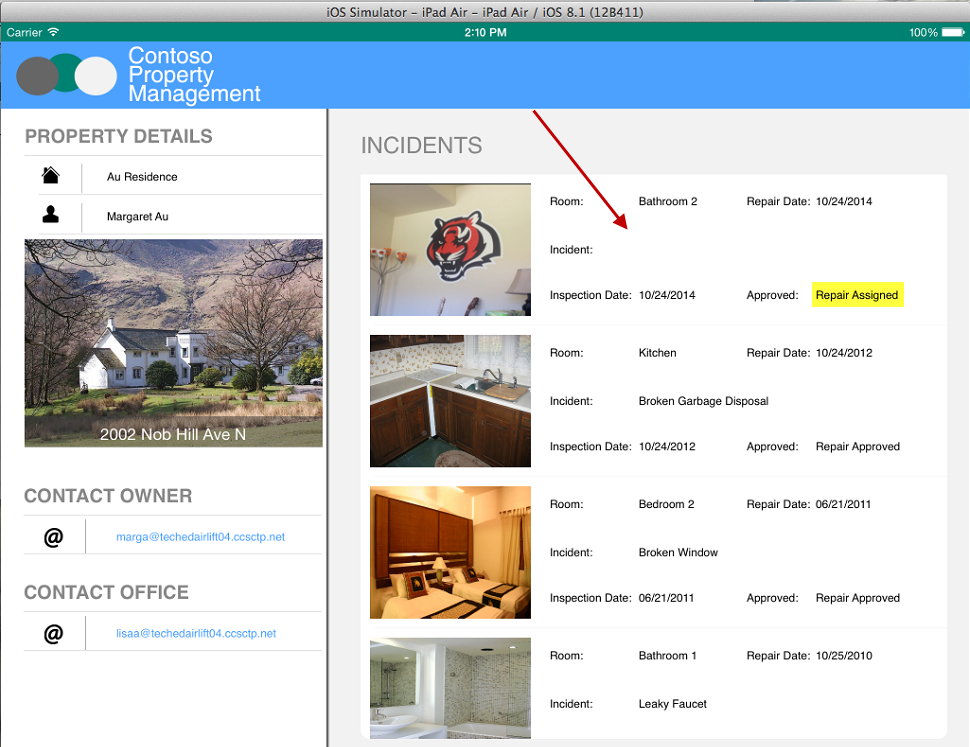 iOS Simulator – iPad Air – iPad Air / iOS 8.1 (12B411)
Carrier 2:10 PM 100%
Contoso
Property
Management
PROPERTY DETAILS
Au Residence
Margaret Au
2002 Nob Hill Ave N
CONTACT OWNER
@ marga@techedairlift04.ccsctp.net
CONTACT OFFICE
@ lisaa@techedairlift04.ccsctp.net
INCIDENTS
Room: Bathroom 2 Repair Date: 10/24/2014
Incident:
Inspection Date: 10/24/2014 Approved: Repair Assigned
Room: Kitchen Repair Date: 10/24/2012
Incident: Broken Garbage Disposal
Inspection Date: 10/24/2012 Approved: Repair Approved
Room: Bedroom 2 Repair Date: 06/21/2011
Incident: Broken Window
Inspection Date: 06/21/2011 Approved: Repair Approved
Room: Bathroom 1 Repair Date: 10/25/2010
Incident: Leaky Faucet